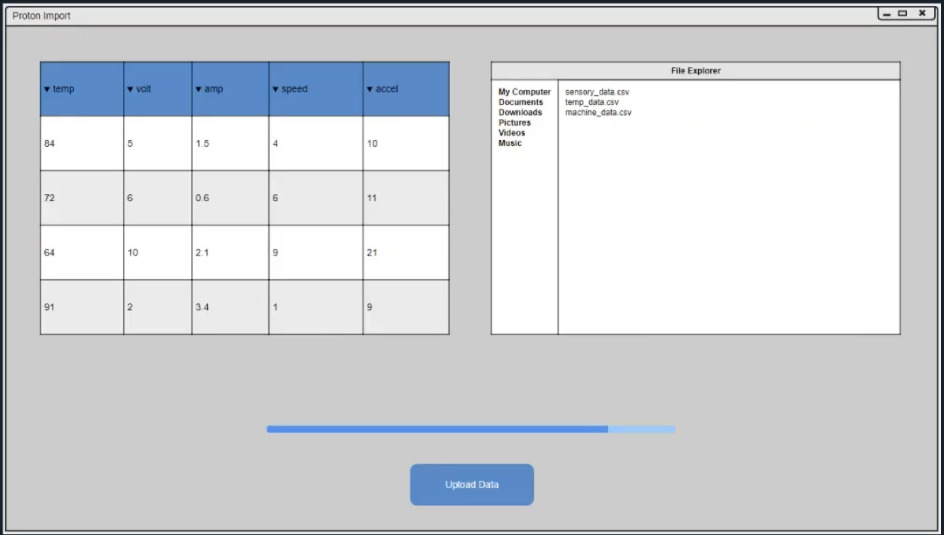 Proton Import
▼ temp ▼ volt ▼ amp ▼ speed ▼ accel
84 5 1.5 4 10
72 6 0.6 6 11
64 10 2.1 9 21
91 2 3.4 1 9
File Explorer
My Computer
Documents
Downloads
Pictures
Videos
Music
sensory_data.csv
temp_data.csv
machine_data.csv
Upload Data